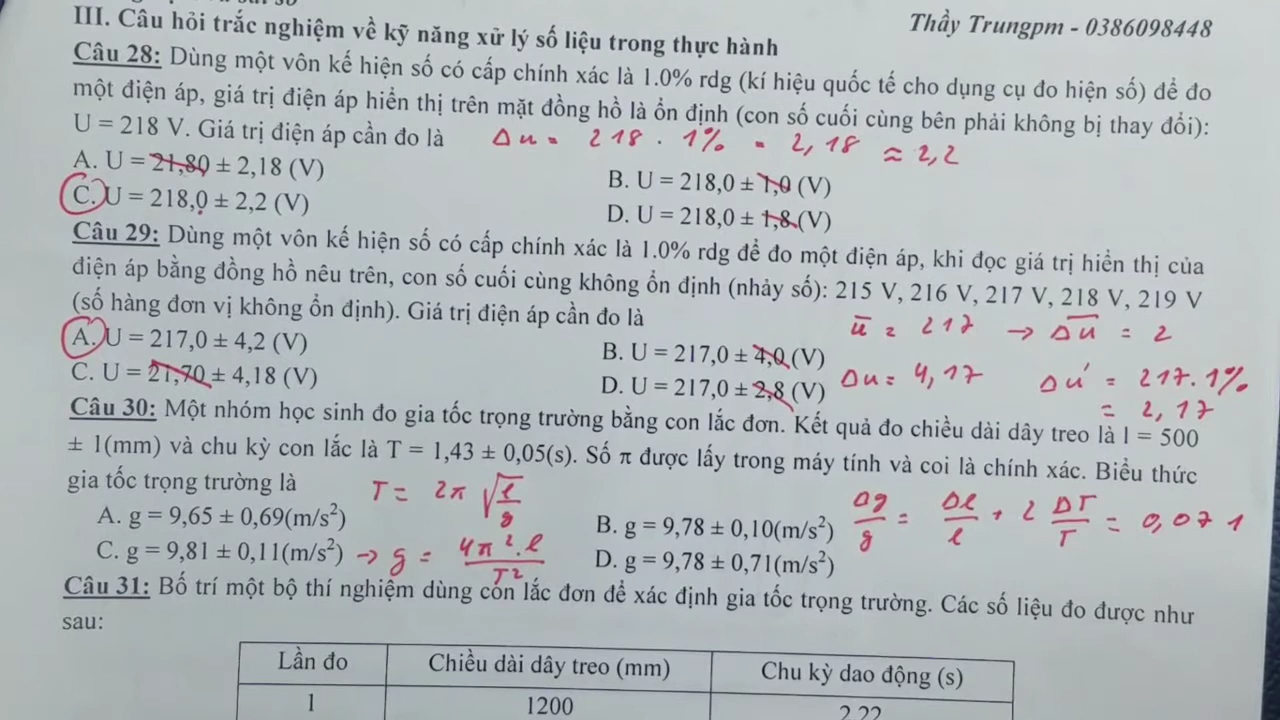 III. Câu hỏi trắc nghiệm về kỹ năng xử lý số liệu trong thực hành
Thầy Trungpm - 0386098448
Câu 28: Dùng một vôn kế hiện số có cấp chính xác là 1.0% rdg (kí hiệu quốc tế cho dụng cụ đo hiện số) để đo
một điện áp, giá trị điện áp hiển thị trên mặt đồng hồ là ổn định (con số cuối cùng bên phải không bị thay đổi):
U = 218 V. Giá trị điện áp cần đo là
Δu = 218 . 1% = 2,18 ≈ 2,2
A. U = 21,80 ± 2,18 (V)
B. U = 218,0 ± 1,0 (V)
C. U = 218,0 ± 2,2 (V)
D. U = 218,0 ± 1,8 (V)
Câu 29: Dùng một vôn kế hiện số có cấp chính xác là 1.0% rdg để đo một điện áp, khi đọc giá trị hiển thị của
điện áp bằng đồng hồ nêu trên, con số cuối cùng không ổn định (nhảy số): 215 V, 216 V, 217 V, 218 V, 219 V
(số hàng đơn vị không ổn định). Giá trị điện áp cần đo là
u̅ = 217 → Δu̅ = 2
A. U = 217,0 ± 4,2 (V)
B. U = 217,0 ± 4,0 (V)
C. U = 21,70 ± 4,18 (V)
D. U = 217,0 ± 2,8 (V)
Δu = 4,17
Δu' = 217.1%
= 2,17
Câu 30: Một nhóm học sinh đo gia tốc trọng trường bằng con lắc đơn. Kết quả đo chiều dài dây treo là l = 500
± 1(mm) và chu kỳ con lắc là T = 1,43 ± 0,05(s). Số π được lấy trong máy tính và coi là chính xác. Biểu thức
gia tốc trọng trường là
T = 2π √(l/g)
A. g = 9,65 ± 0,69(m/s²)
B. g = 9,78 ± 0,10(m/s²)
Δg/g = Δl/l + 2 ΔT/T = 0,071
C. g = 9,81 ± 0,11(m/s²)
→ g = 4π².l/T²
D. g = 9,78 ± 0,71(m/s²)
Câu 31: Bố trí một bộ thí nghiệm dùng con lắc đơn để xác định gia tốc trọng trường. Các số liệu đo được như
sau:
Lần đo Chiều dài dây treo (mm) Chu kỳ dao động (s)
1 1200 2,22